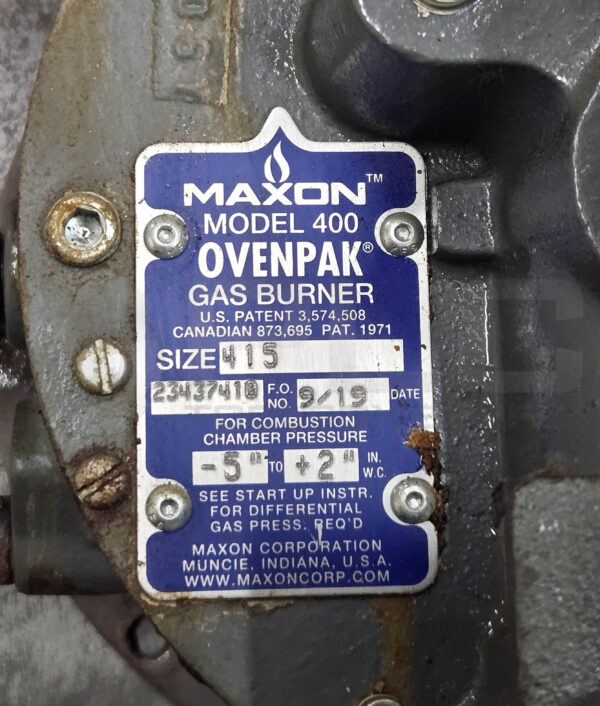 MAXON™
MODEL 400
OVENPAK®
GAS BURNER
U.S. PATENT 3,574,508
CANADIAN 873,695 PAT. 1971
SIZE 415
23437410 F.O. NO. 9/19 DATE
FOR COMBUSTION
CHAMBER PRESSURE
-5" TO +2" IN. W.C.
SEE START UP INSTR.
FOR DIFFERENTIAL
GAS PRESS. REQ'D
MAXON CORPORATION
MUNCIE, INDIANA, U.S.A.
WWW.MAXONCORP.COM